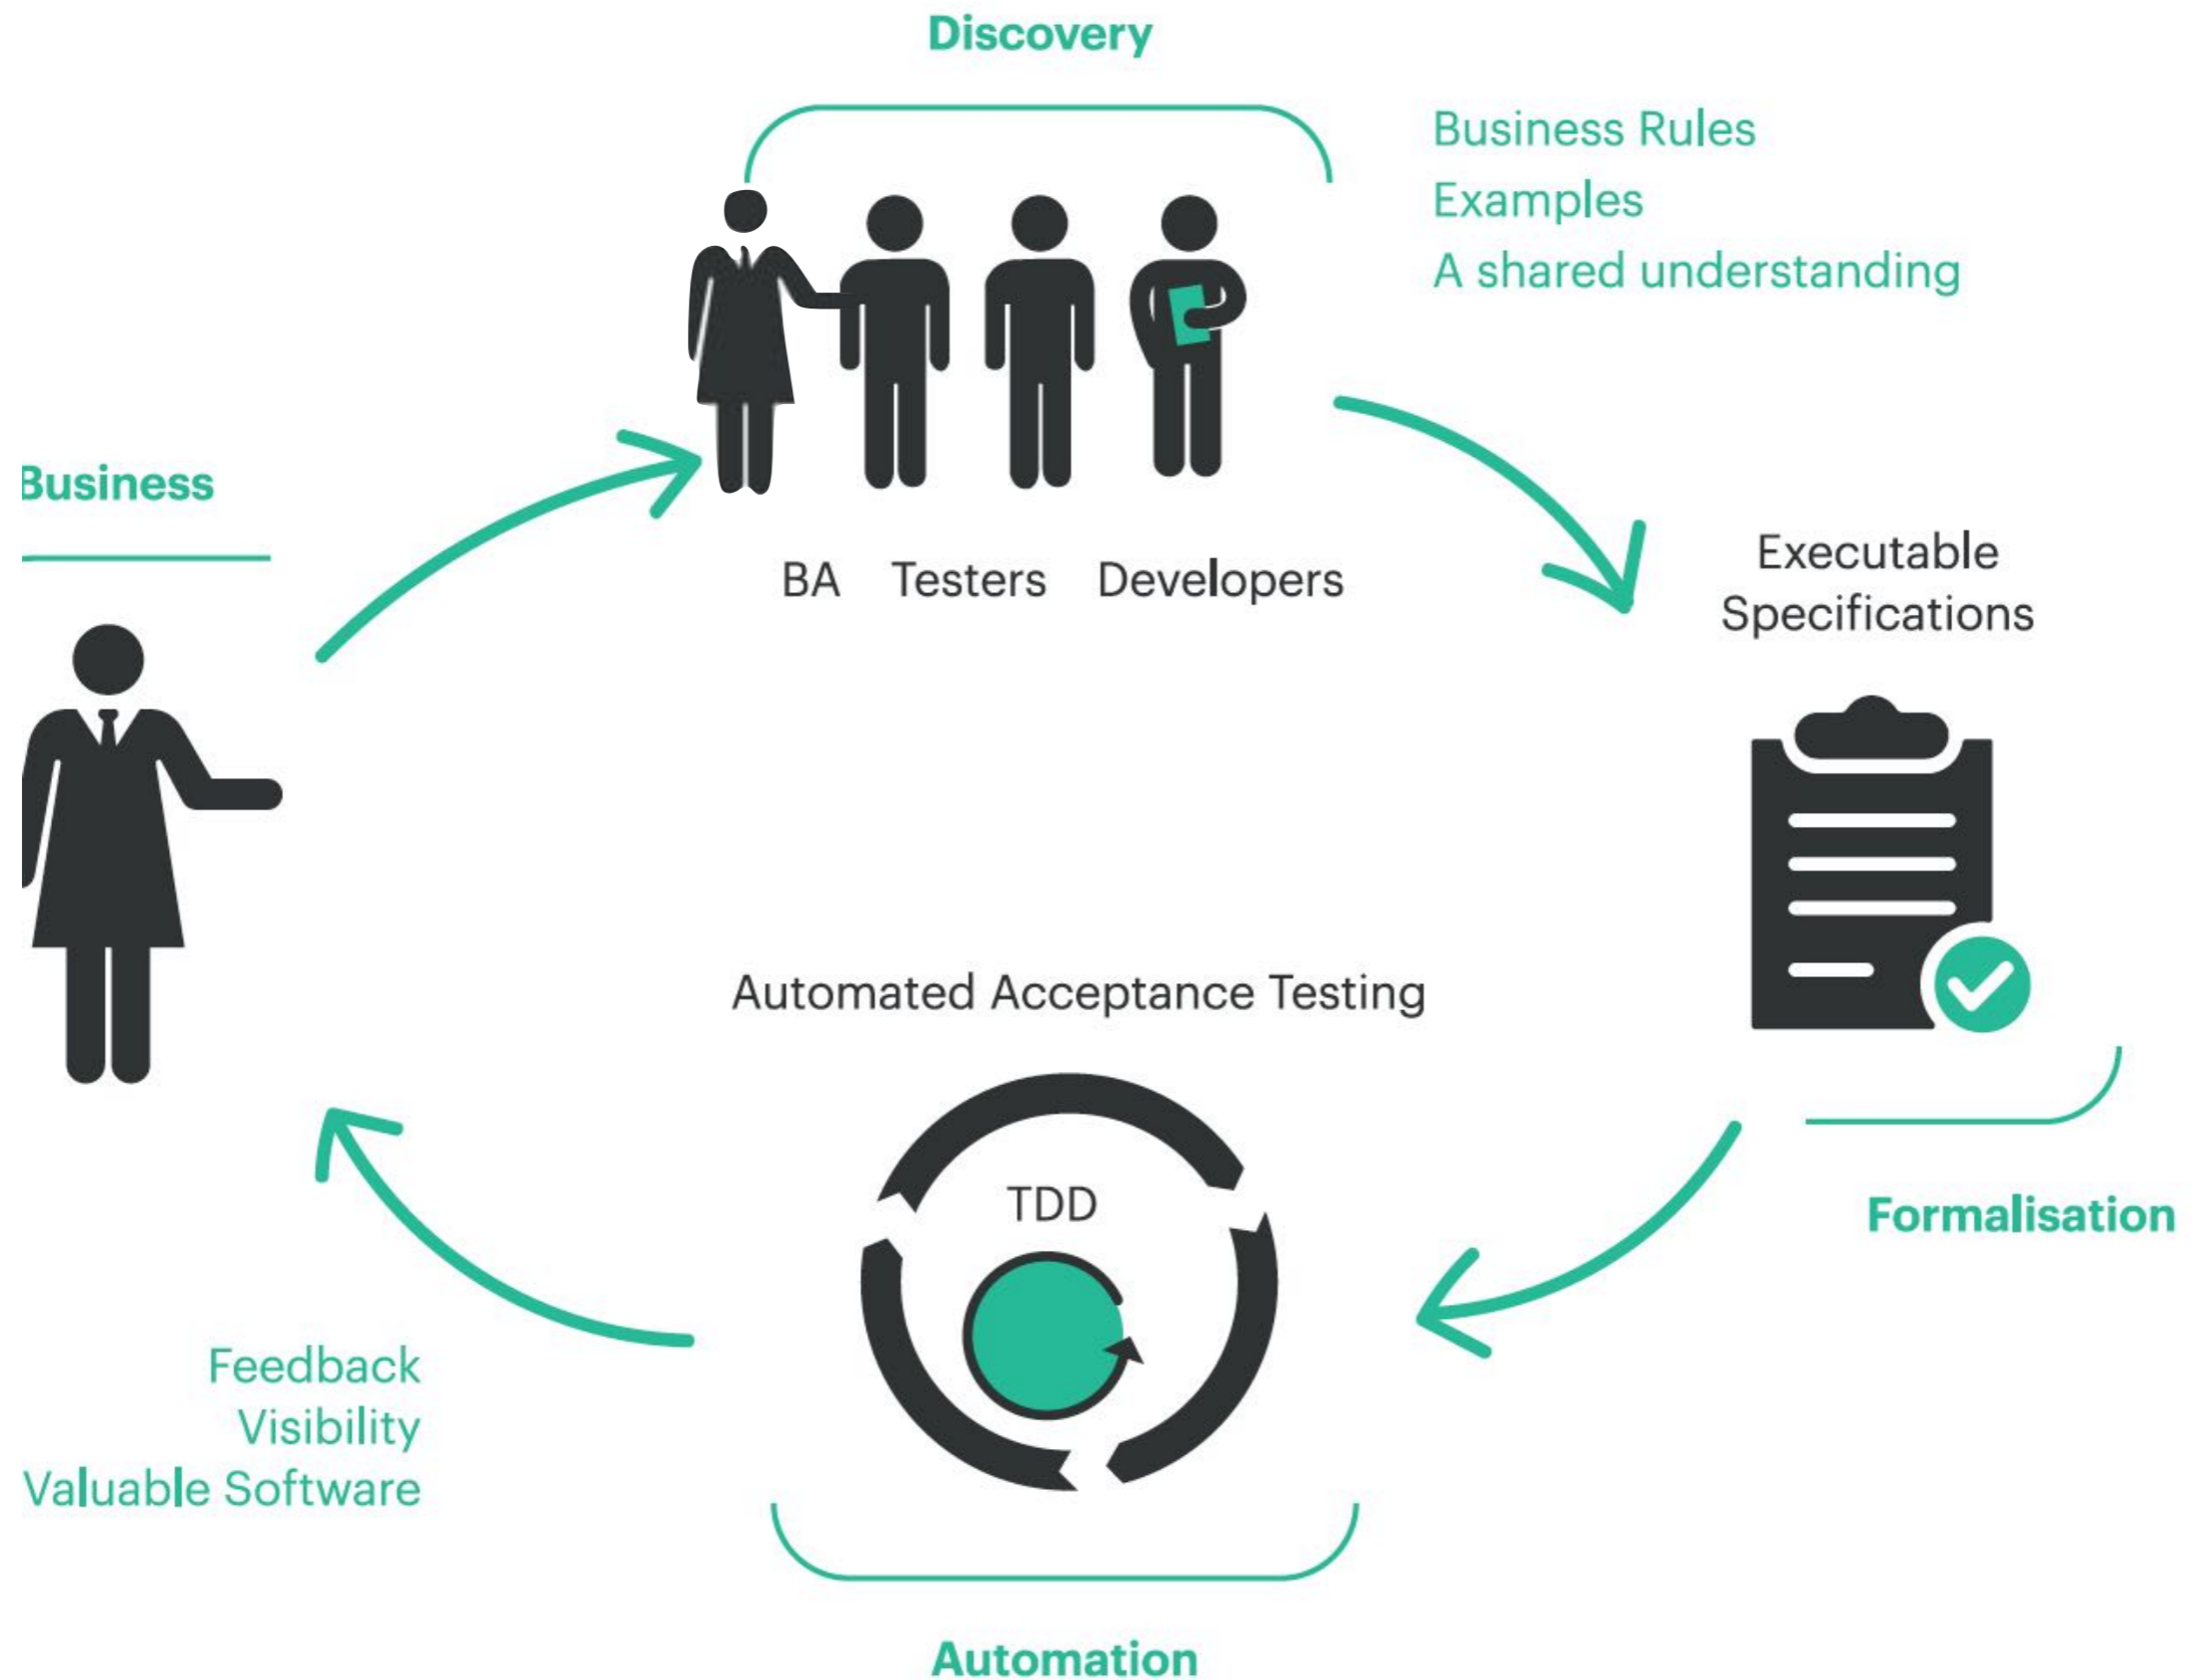 Discovery
Business Rules
Examples
A shared understanding
Business
BA Testers Developers
Executable
Specifications
Automated Acceptance Testing
TDD
Formalisation
Feedback
Visibility
Valuable Software
Automation